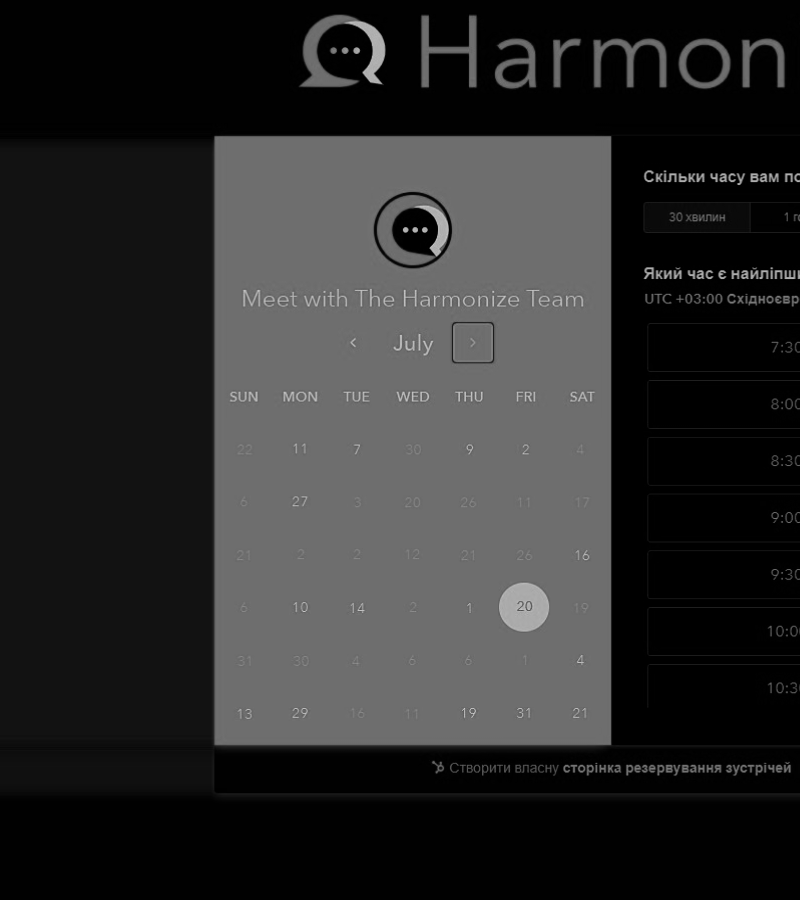 Harmon
Скільки часу вам по
30 хвилин 1 го
Meet with The Harmonize Team
Який час є найліпши
UTC +03:00 Східноєвр
July
SUN MON TUE WED THU FRI SAT
22 11 7 30 9 2 4
6 27 3 20 26 11 17
21 2 2 12 21 26 16
6 10 14 2 1 20 19
31 30 4 6 6 1 4
13 29 16 11 19 31 21
7:30
8:00
8:30
9:00
9:30
10:00
10:30
Створити власну сторінка резервування зустрічей